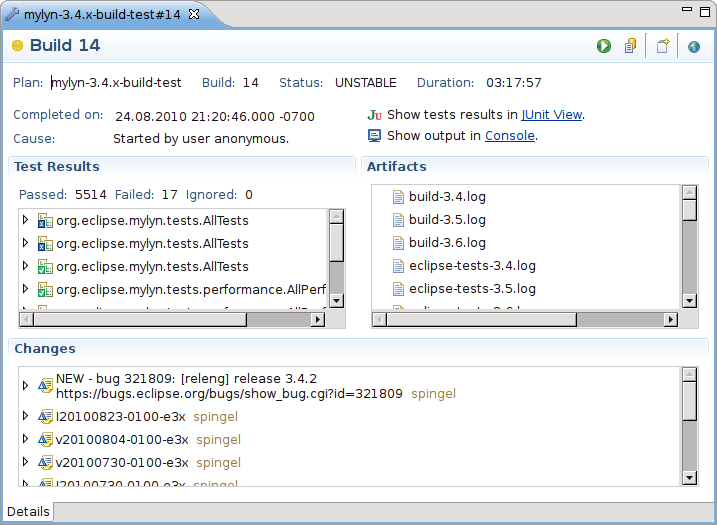 mylyn-3.4.x-build-test#14
Build 14
Plan: mylyn-3.4.x-build-test Build: 14 Status: UNSTABLE Duration: 03:17:57
Completed on: 24.08.2010 21:20:46.000 -0700
Show tests results in JUnit View.
Cause: Started by user anonymous.
Show output in Console.
Test Results
Passed: 5514 Failed: 17 Ignored: 0
org.eclipse.mylyn.tests.AllTests
org.eclipse.mylyn.tests.AllTests
org.eclipse.mylyn.tests.AllTests
org.eclipse.mylyn.tests.performance.AllPerf
Artifacts
build-3.4.log
build-3.5.log
build-3.6.log
eclipse-tests-3.4.log
eclipse-tests-3.5.log
eclipse-tests-3.6.log
Changes
NEW - bug 321809: [releng] release 3.4.2
https://bugs.eclipse.org/bugs/show_bug.cgi?id=321809 spingel
I20100823-0100-e3x spingel
v20100804-0100-e3x spingel
v20100730-0100-e3x spingel
I20100730-0100-e3x spingel
Details